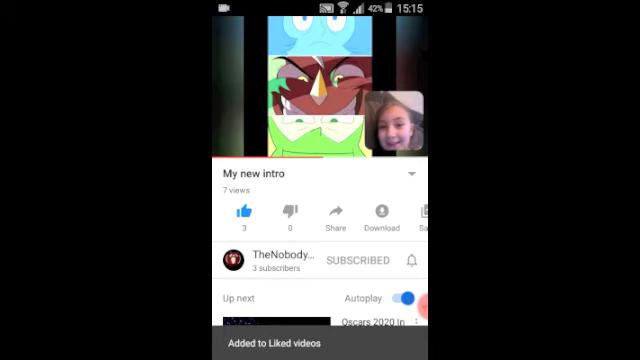 42% 15:15
My new intro
7 views
3 0 Share Download Sa
TheNobody... SUBSCRIBED
3 subscribers
Up next Autoplay
Oscars 2020 In
Added to Liked videos